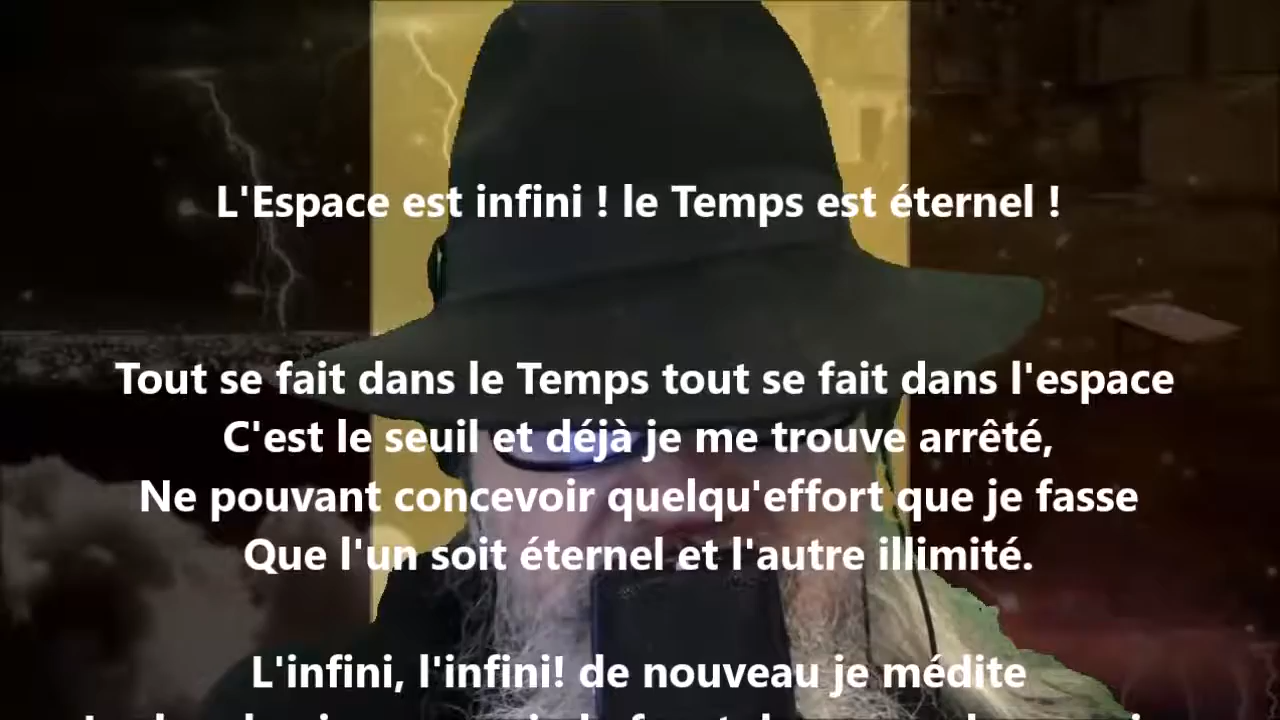 L'Espace est infini ! le Temps est éternel !
Tout se fait dans le Temps tout se fait dans l'espace
C'est le seuil et déjà je me trouve arrêté,
Ne pouvant concevoir quelqu'effort que je fasse
Que l'un soit éternel et l'autre illimité.
L'infini, l'infini! de nouveau je médite